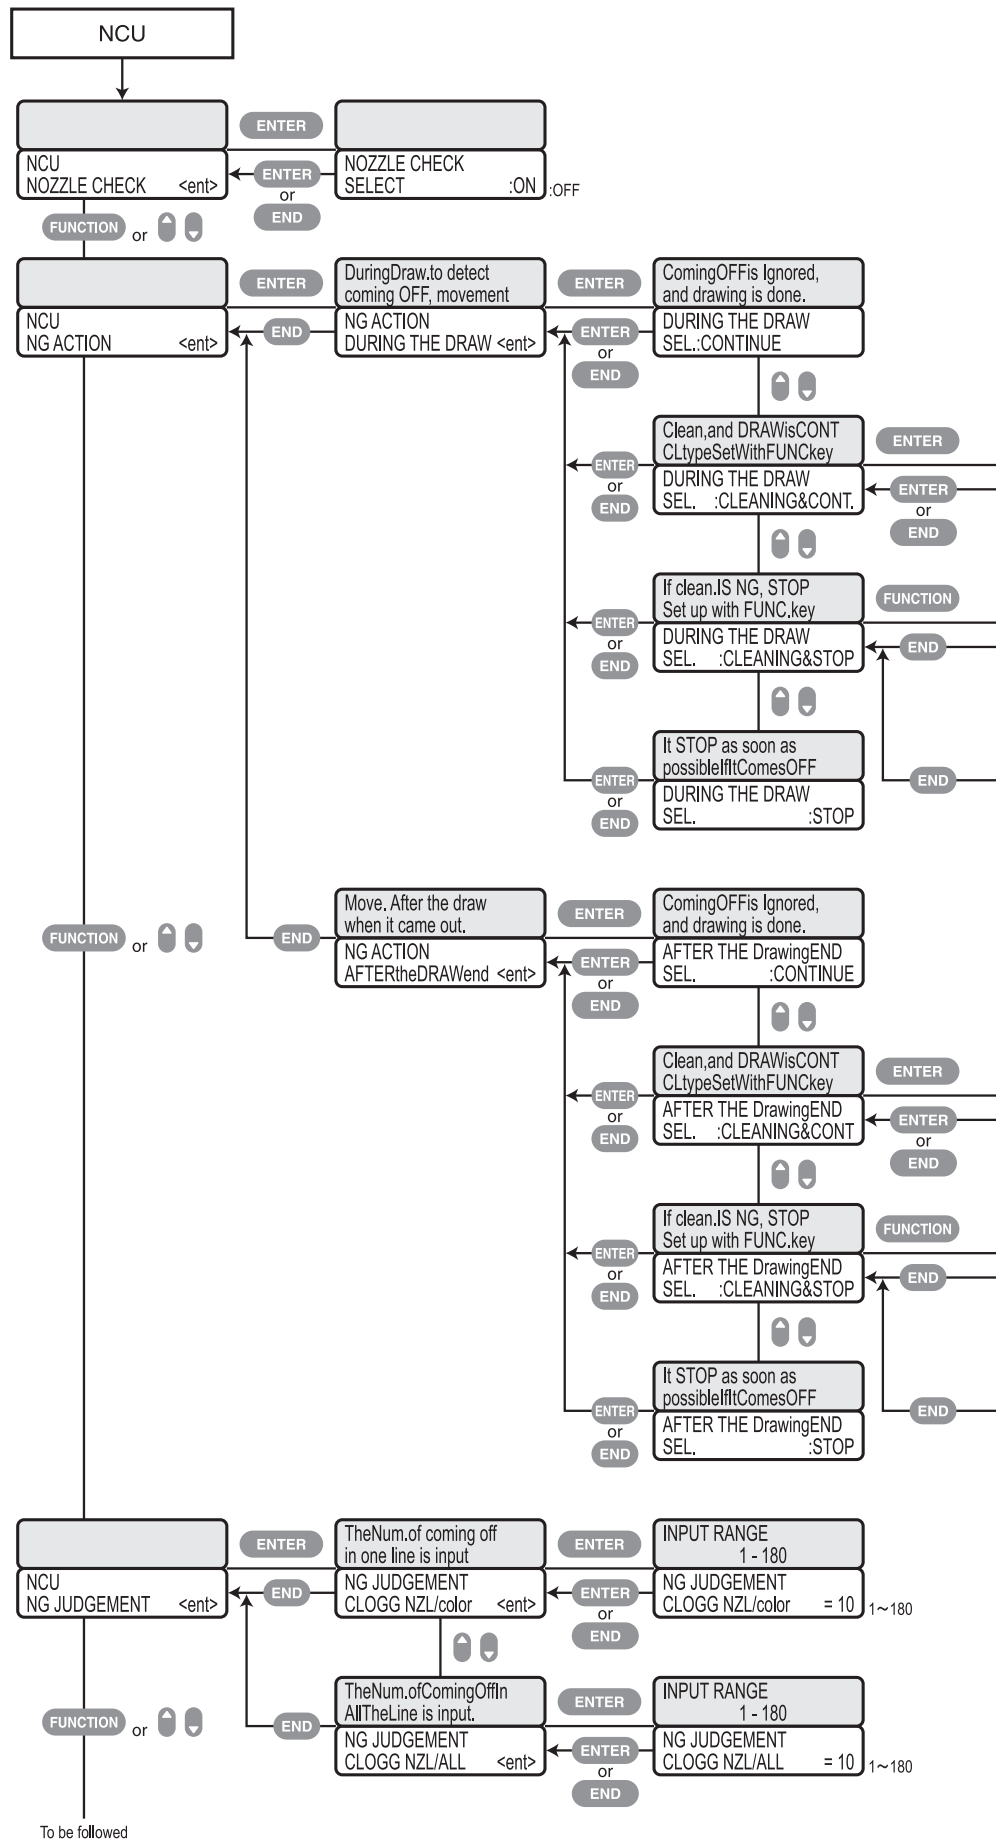 NCU
ENTER
NCU
NOZZLE CHECK <ent>
ENTER
or
END
NOZZLE CHECK
SELECT :ON :OFF
FUNCTION or
NCU
NG ACTION <ent>
ENTER
END
DuringDraw.to detect
coming OFF, movement
NG ACTION
DURING THE DRAW <ent>
ENTER
ENTER
or
END
ComingOFFis Ignored,
and drawing is done.
DURING THE DRAW
SEL.:CONTINUE
Clean,and DRAWisCONT
CLtypeSetWithFUNCkey
DURING THE DRAW
SEL. :CLEANING&CONT.
ENTER
or
END
ENTER
ENTER
or
END
If clean.IS NG, STOP
Set up with FUNC.key
DURING THE DRAW
SEL. :CLEANING&STOP
ENTER
or
END
FUNCTION
END
It STOP as soon as
possibleIfItComesOFF
DURING THE DRAW
SEL. :STOP
ENTER
or
END
END
FUNCTION or
END
Move. After the draw
when it came out.
NG ACTION
AFTERtheDRAWend <ent>
ENTER
ENTER
or
END
ComingOFFis Ignored,
and drawing is done.
AFTER THE DrawingEND
SEL. :CONTINUE
Clean,and DRAWisCONT
CLtypeSetWithFUNCkey
AFTER THE DrawingEND
SEL. :CLEANING&CONT
ENTER
or
END
ENTER
ENTER
or
END
If clean.IS NG, STOP
Set up with FUNC.key
AFTER THE DrawingEND
SEL. :CLEANING&STOP
ENTER
or
END
FUNCTION
END
It STOP as soon as
possibleIfItComesOFF
AFTER THE DrawingEND
SEL. :STOP
ENTER
or
END
END
NCU
NG JUDGEMENT <ent>
ENTER
END
TheNum.of coming off
in one line is input
NG JUDGEMENT
CLOGG NZL/color <ent>
ENTER
ENTER
or
END
INPUT RANGE
1 - 180
NG JUDGEMENT
CLOGG NZL/color = 10 1～180
FUNCTION or
END
TheNum.ofComingOffIn
AllTheLine is input.
NG JUDGEMENT
CLOGG NZL/ALL <ent>
ENTER
ENTER
or
END
INPUT RANGE
1 - 180
NG JUDGEMENT
CLOGG NZL/ALL = 10 1～180
To be followed